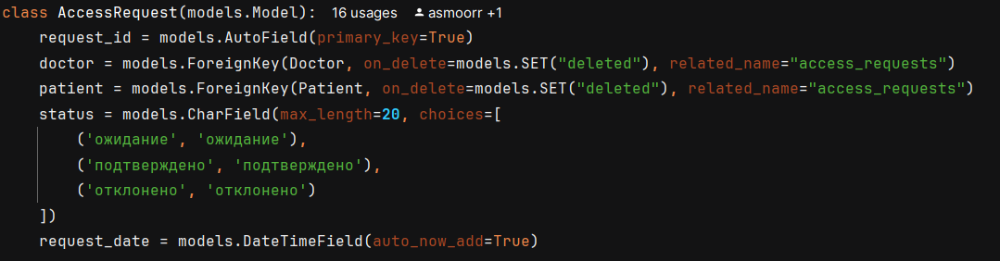 class AccessRequest(models.Model): 16 usages asmoorr +1
    request_id = models.AutoField(primary_key=True)
    doctor = models.ForeignKey(Doctor, on_delete=models.SET("deleted"), related_name="access_requests")
    patient = models.ForeignKey(Patient, on_delete=models.SET("deleted"), related_name="access_requests")
    status = models.CharField(max_length=20, choices=[
        ('ожидание', 'ожидание'),
        ('подтверждено', 'подтверждено'),
        ('отклонено', 'отклонено')
    ])
    request_date = models.DateTimeField(auto_now_add=True)